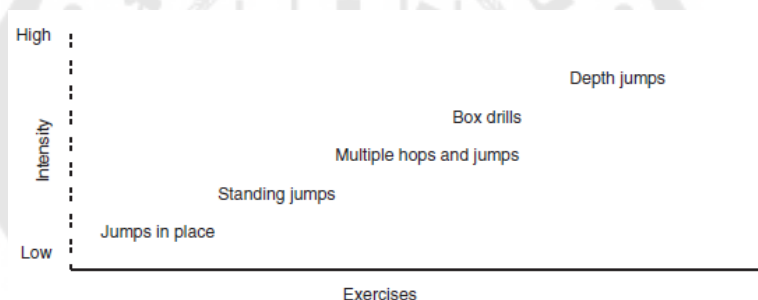 High
Depth jumps
Box drills
Multiple hops and jumps
Intensity
Standing jumps
Jumps in place
Low
Exercises